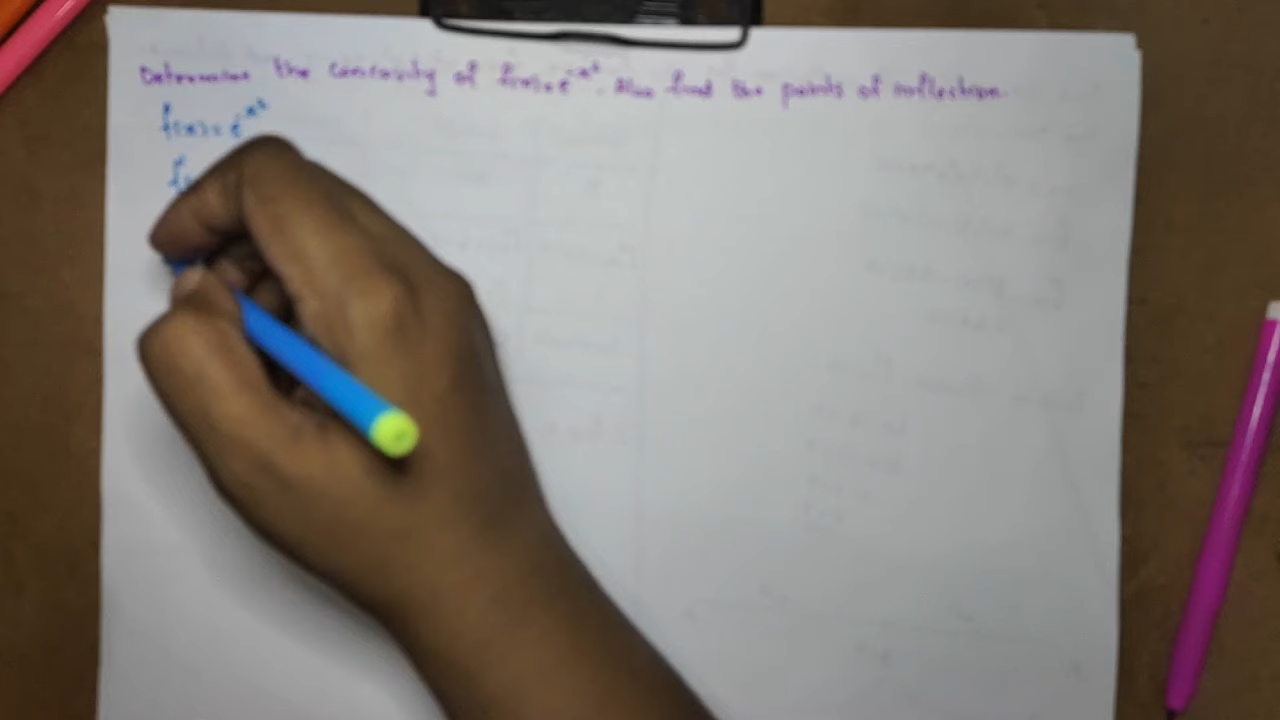 Determine the concavity of f(x)=e^{-x²}. Also find the points of inflection.
f(x)=e^{-x²}